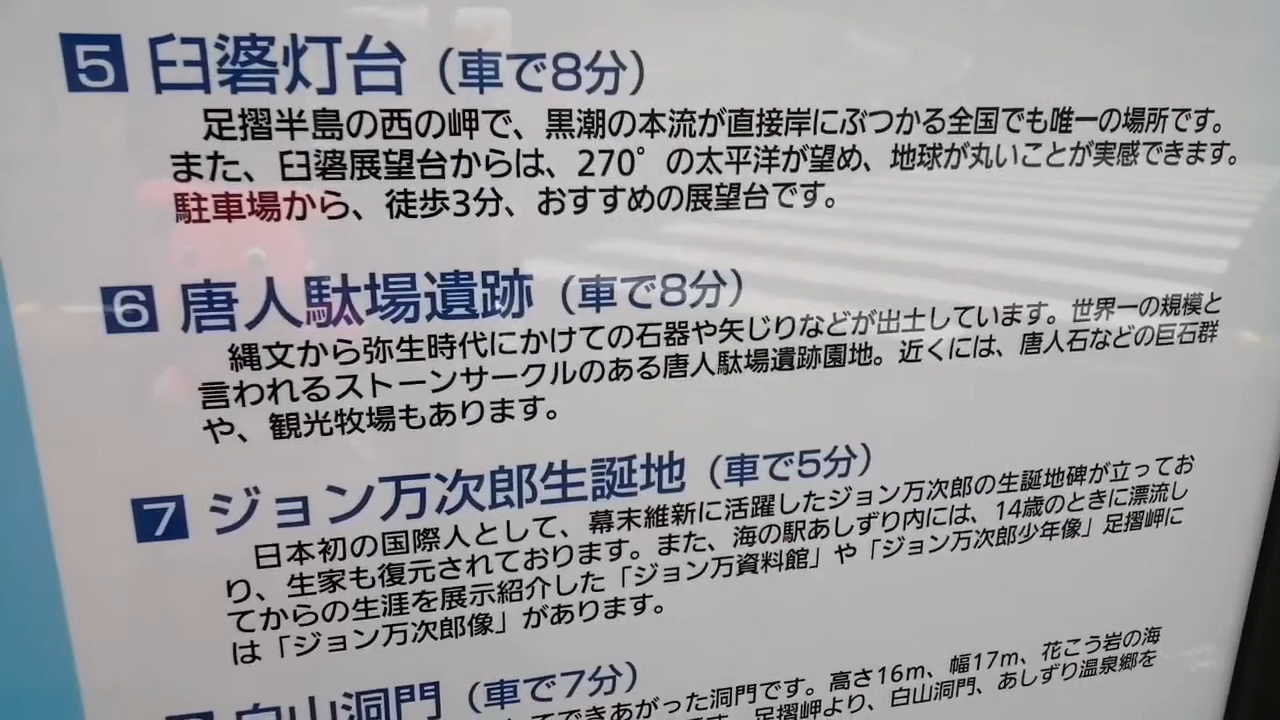 5 臼碆灯台（車で8分）
足摺半島の西の岬で、黒潮の本流が直接岸にぶつかる全国でも唯一の場所です。
また、臼碆展望台からは、270°の太平洋が望め、地球が丸いことが実感できます。
駐車場から、徒歩3分、おすすめの展望台です。
6 唐人駄場遺跡（車で8分）
縄文から弥生時代にかけての石器や矢じりなどが出土しています。世界一の規模と
言われるストーンサークルのある唐人駄場遺跡園地。近くには、唐人石などの巨石群
や、観光牧場もあります。
7 ジョン万次郎生誕地（車で5分）
日本初の国際人として、幕末維新に活躍したジョン万次郎の生誕地碑が立ってお
り、生家も復元されております。また、海の駅あしずり内には、14歳のときに漂流し
てからの生涯を展示紹介した「ジョン万資料館」や「ジョン万次郎少年像」足摺岬に
は「ジョン万次郎像」があります。
白山洞門（車で7分）
てできあがった洞門です。高さ16m、幅17m、花こう岩の海
です。足摺岬より、白山洞門、あしずり温泉郷を